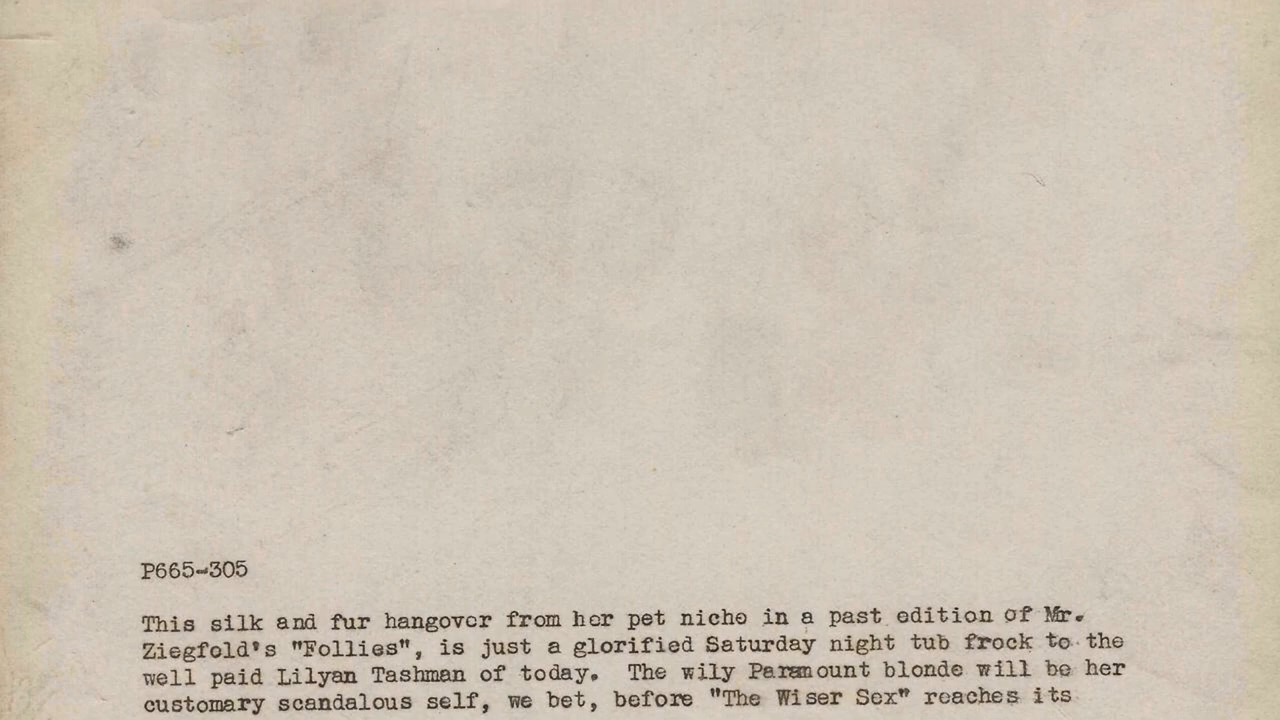 P665-305
This silk and fur hangover from her pet niche in a past edition of Mr.
Ziegfeld's "Follies", is just a glorified Saturday night tub frock to the
well paid Lilyan Tashman of today.  The wily Paramount blonde will be her
customary scandalous self, we bet, before "The Wiser Sex" reaches its